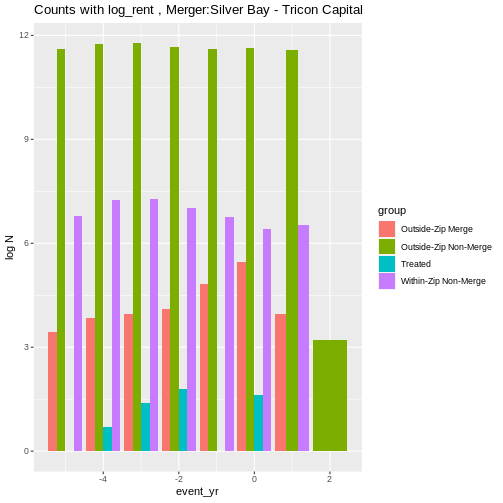 Counts with log_rent , Merger:Silver Bay - Tricon Capital
12
9
6
3
0
log N
-4
-2
0
2
event_yr
group
Outside-Zip Merge
Outside-Zip Non-Merge
Treated
Within-Zip Non-Merge